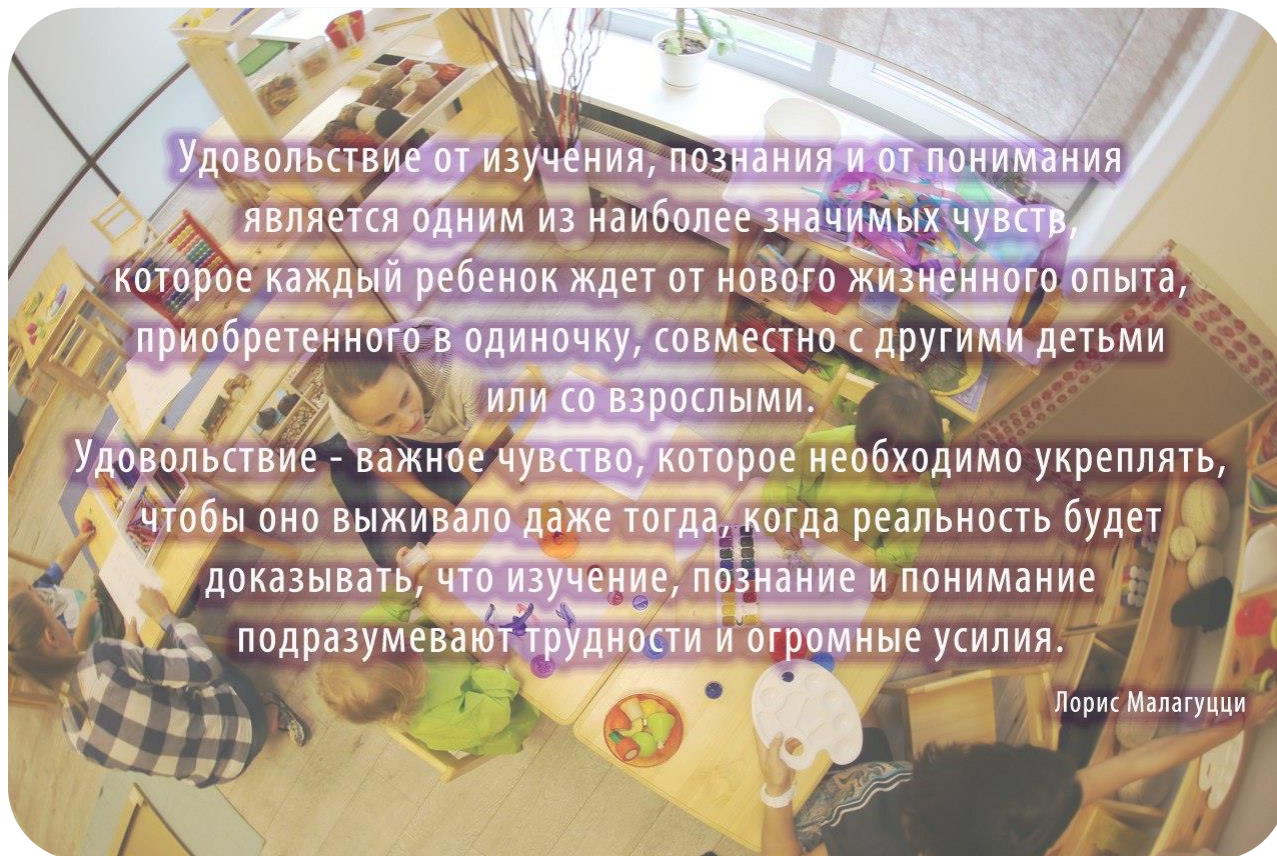 Удовольствие от изучения, познания и от понимания
является одним из наиболее значимых чувств,
которое каждый ребенок ждет от нового жизненного опыта,
приобретенного в одиночку, совместно с другими детьми
или со взрослыми.
Удовольствие - важное чувство, которое необходимо укреплять,
чтобы оно выживало даже тогда, когда реальность будет
доказывать, что изучение, познание и понимание
подразумевают трудности и огромные усилия.
Лорис Малагуцци